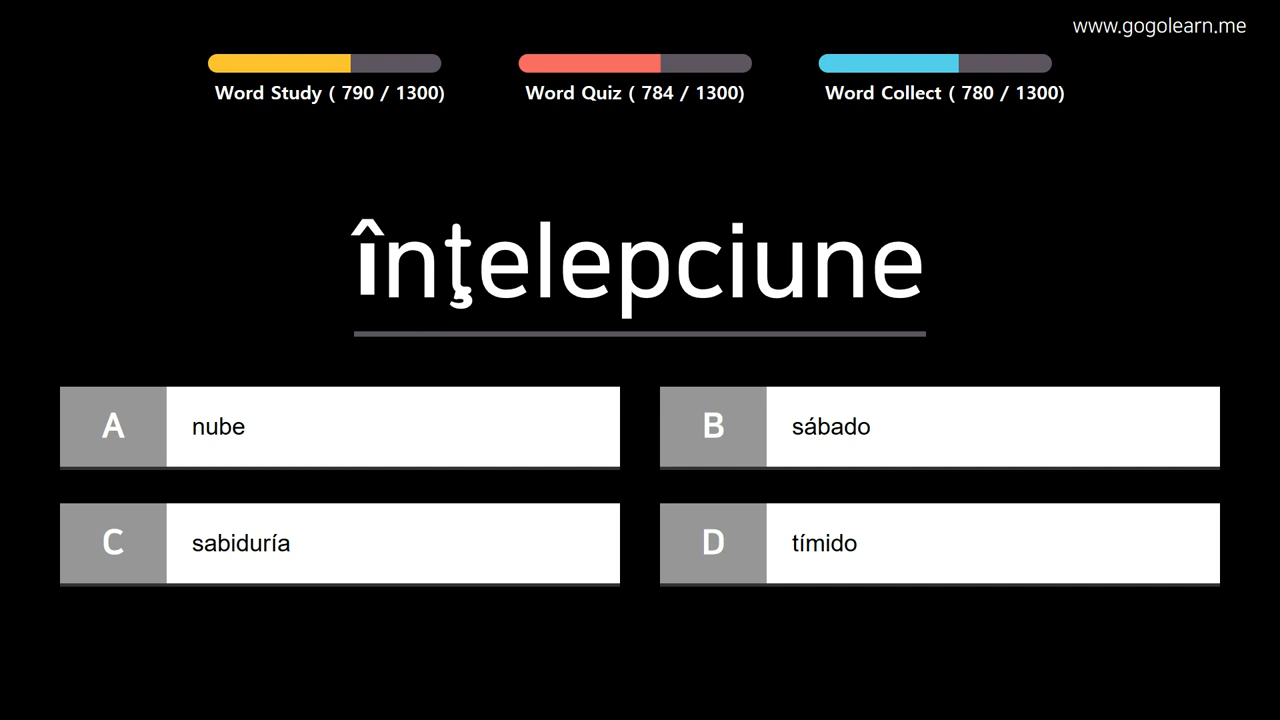 www.gogolearn.me
Word Study ( 790 / 1300)
Word Quiz ( 784 / 1300)
Word Collect ( 780 / 1300)
înţelepciune
A nube
B sábado
C sabiduría
D tímido